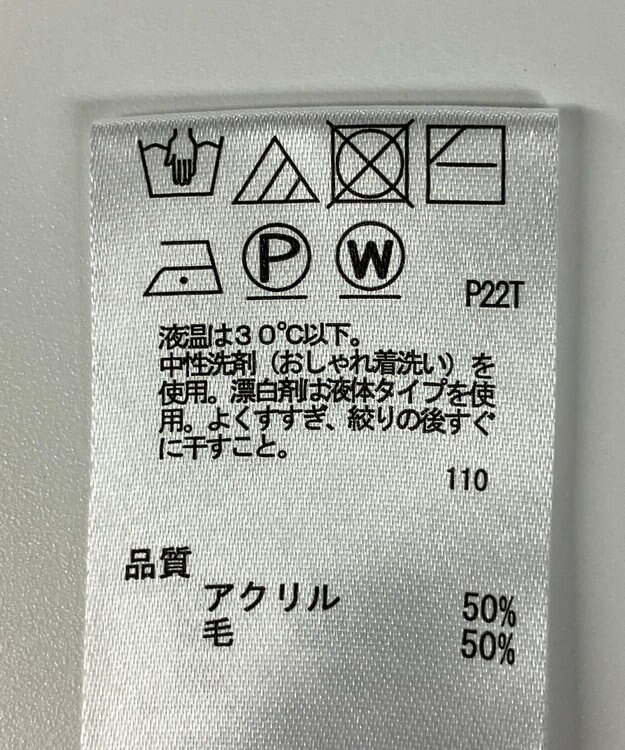 P W
P22T
液温は30℃以下。
中性洗剤（おしゃれ着洗い）を
使用。漂白剤は液体タイプを使
用。よくすすぎ、絞りの後すぐ
に干すこと。
110
品質
アクリル 50%
毛 50%